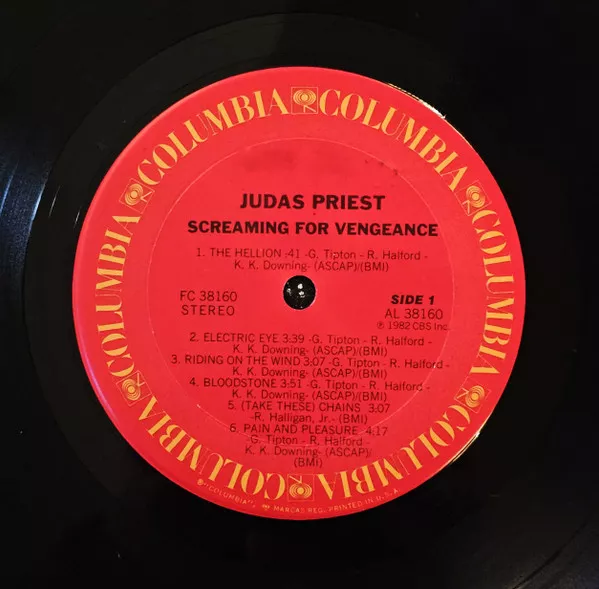 COLUMBIA COLUMBIA COLUMBIA COLUMBIA COLUMBIA COLUMBIA
JUDAS PRIEST
SCREAMING FOR VENGEANCE
1. THE HELLION :41 -G. Tipton - R. Halford -
K. K. Downing- (ASCAP)/(BMI)
FC 38160
STEREO
SIDE 1
AL 38160
℗ 1982 CBS Inc.
2. ELECTRIC EYE 3:39 -G. Tipton - R. Halford -
K. K. Downing- (ASCAP)/(BMI)
3. RIDING ON THE WIND 3:07 -G. Tipton - R. Halford -
K. K. Downing- (ASCAP)/(BMI)
4. BLOODSTONE 3:51 -G. Tipton - R. Halford -
K. K. Downing- (ASCAP)/(BMI)
5. (TAKE THESE) CHAINS 3:07
-R. Halligan, Jr.- (BMI)
6. PAIN AND PLEASURE 4:17
-G. Tipton - R. Halford -
K. K. Downing- (ASCAP)/
(BMI)
® "COLUMBIA", MARCAS REG. PRINTED IN U.S.A.